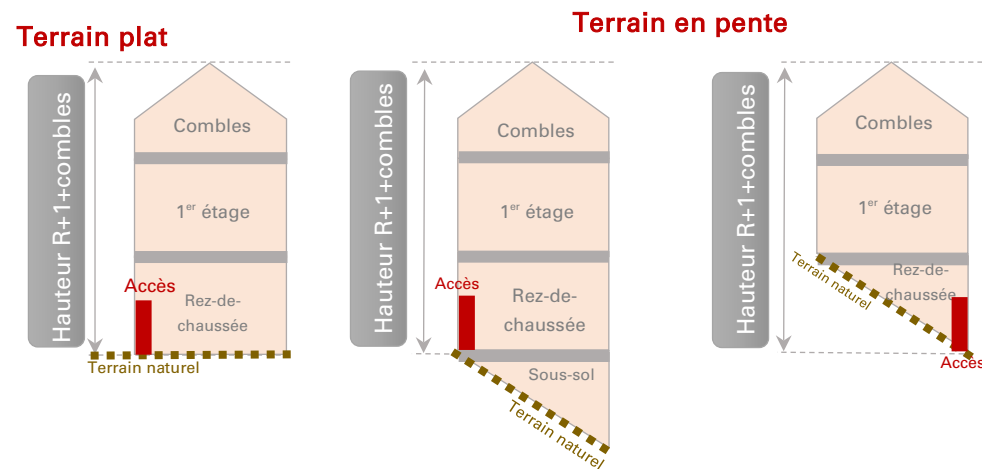 Terrain plat
Terrain en pente
Hauteur R+1+combles
Combles
1er étage
Accès
Rez-de-
chaussée
Terrain naturel
Hauteur R+1+combles
Combles
1er étage
Accès
Rez-de-
chaussée
Sous-sol
Terrain naturel
Hauteur R+1+combles
Combles
1er étage
Terrain naturel
Rez-de-
chaussée
Accès